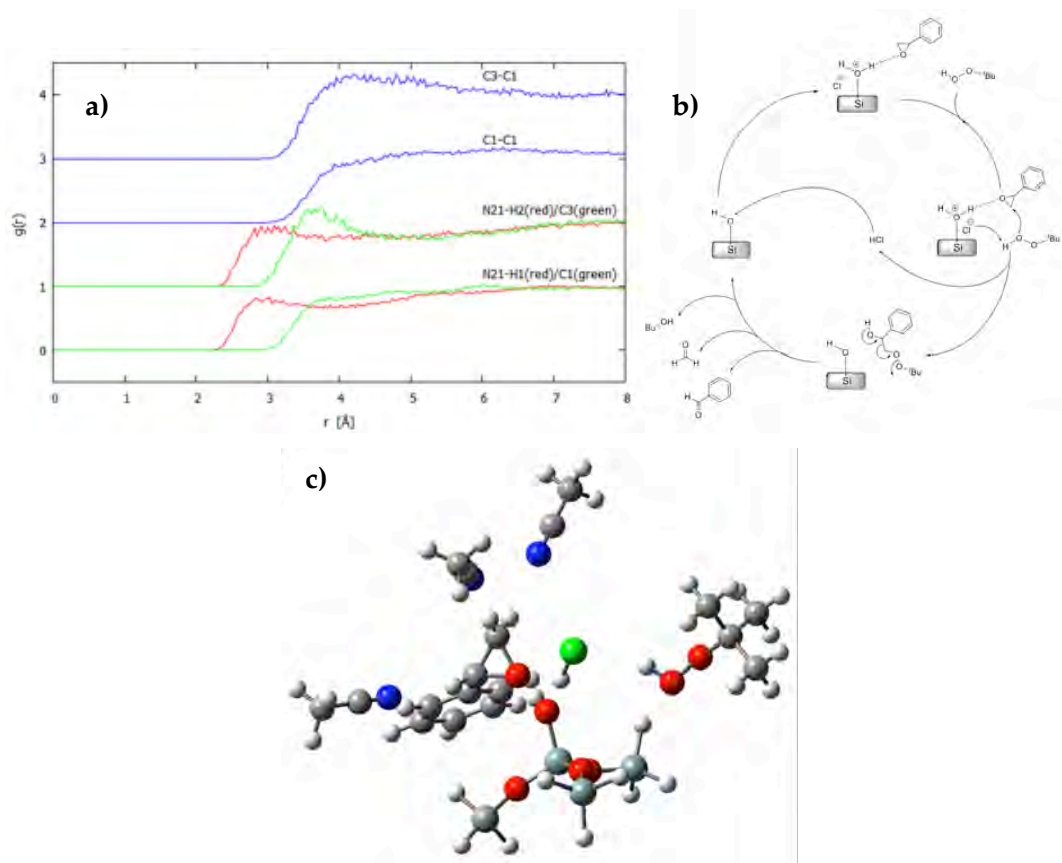 a)
C3-C1
C1-C1
N21-H2(red)/C3(green)
N21-H1(red)/C1(green)
g(r)
4
3
2
1
0
0 1 2 3 4 5 6 7 8
r [Å]
b)
H O H O
⊕
Cl
Si
H O O tBu
H O H O
⊕
Cl
Si
H O O tBu
HCl
H O
Si
H O
O O tBu
H O
Si
Bu OH
H H
O
H O
c)